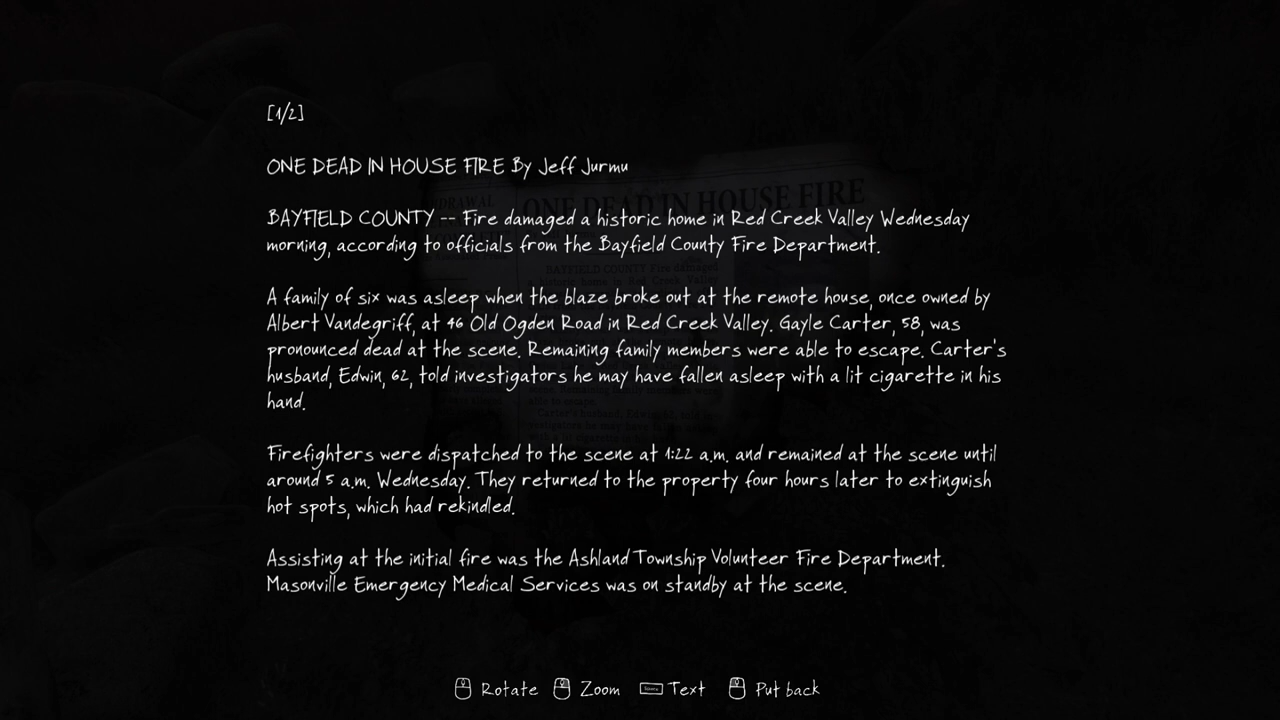 [1/2]
ONE DEAD IN HOUSE FIRE By Jeff Jurmu
BAYFIELD COUNTY -- Fire damaged a historic home in Red Creek Valley Wednesday
morning, according to officials from the Bayfield County Fire Department.
A family of six was asleep when the blaze broke out at the remote house, once owned by
Albert Vandegriff, at 46 Old Ogden Road in Red Creek Valley. Gayle Carter, 58, was
pronounced dead at the scene. Remaining family members were able to escape. Carter's
husband, Edwin, 62, told investigators he may have fallen asleep with a lit cigarette in his
hand.
Firefighters were dispatched to the scene at 1:22 a.m. and remained at the scene until
around 5 a.m. Wednesday. They returned to the property four hours later to extinguish
hot spots, which had rekindled.
Assisting at the initial fire was the Ashland Township Volunteer Fire Department.
Masonville Emergency Medical Services was on standby at the scene.
ONE DEAD IN HOUSE FIRE
Rotate Zoom Text Put back